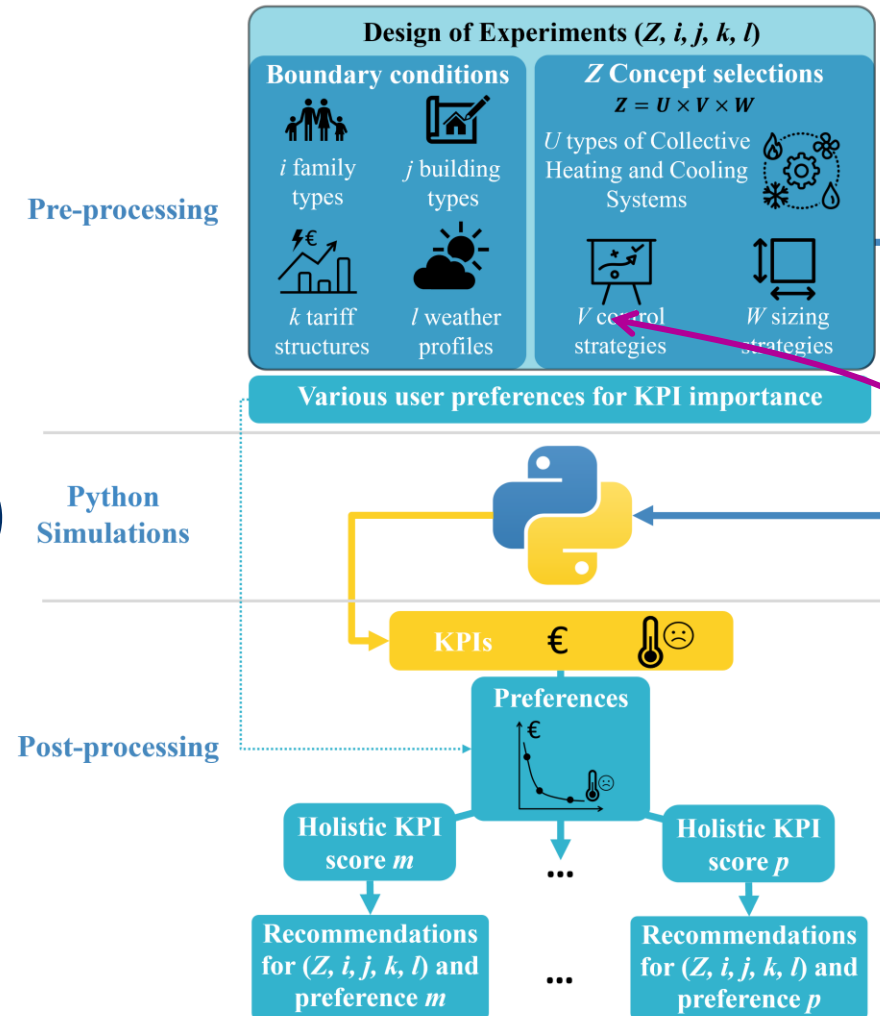 Design of Experiments (Z, i, j, k, l)
Boundary conditions
i family
types
j building
types
€
k tariff
structures
l weather
profiles
Z Concept selections
Z = U × V × W
U types of Collective
Heating and Cooling
Systems
V control
strategies
W sizing
strategies
Pre-processing
Various user preferences for KPI importance
Python
Simulations
KPIs €
Post-processing
Preferences
€
Holistic KPI
score m
...
Holistic KPI
score p
Recommendations
for (Z, i, j, k, l) and
preference m
...
Recommendations
for (Z, i, j, k, l) and
preference p